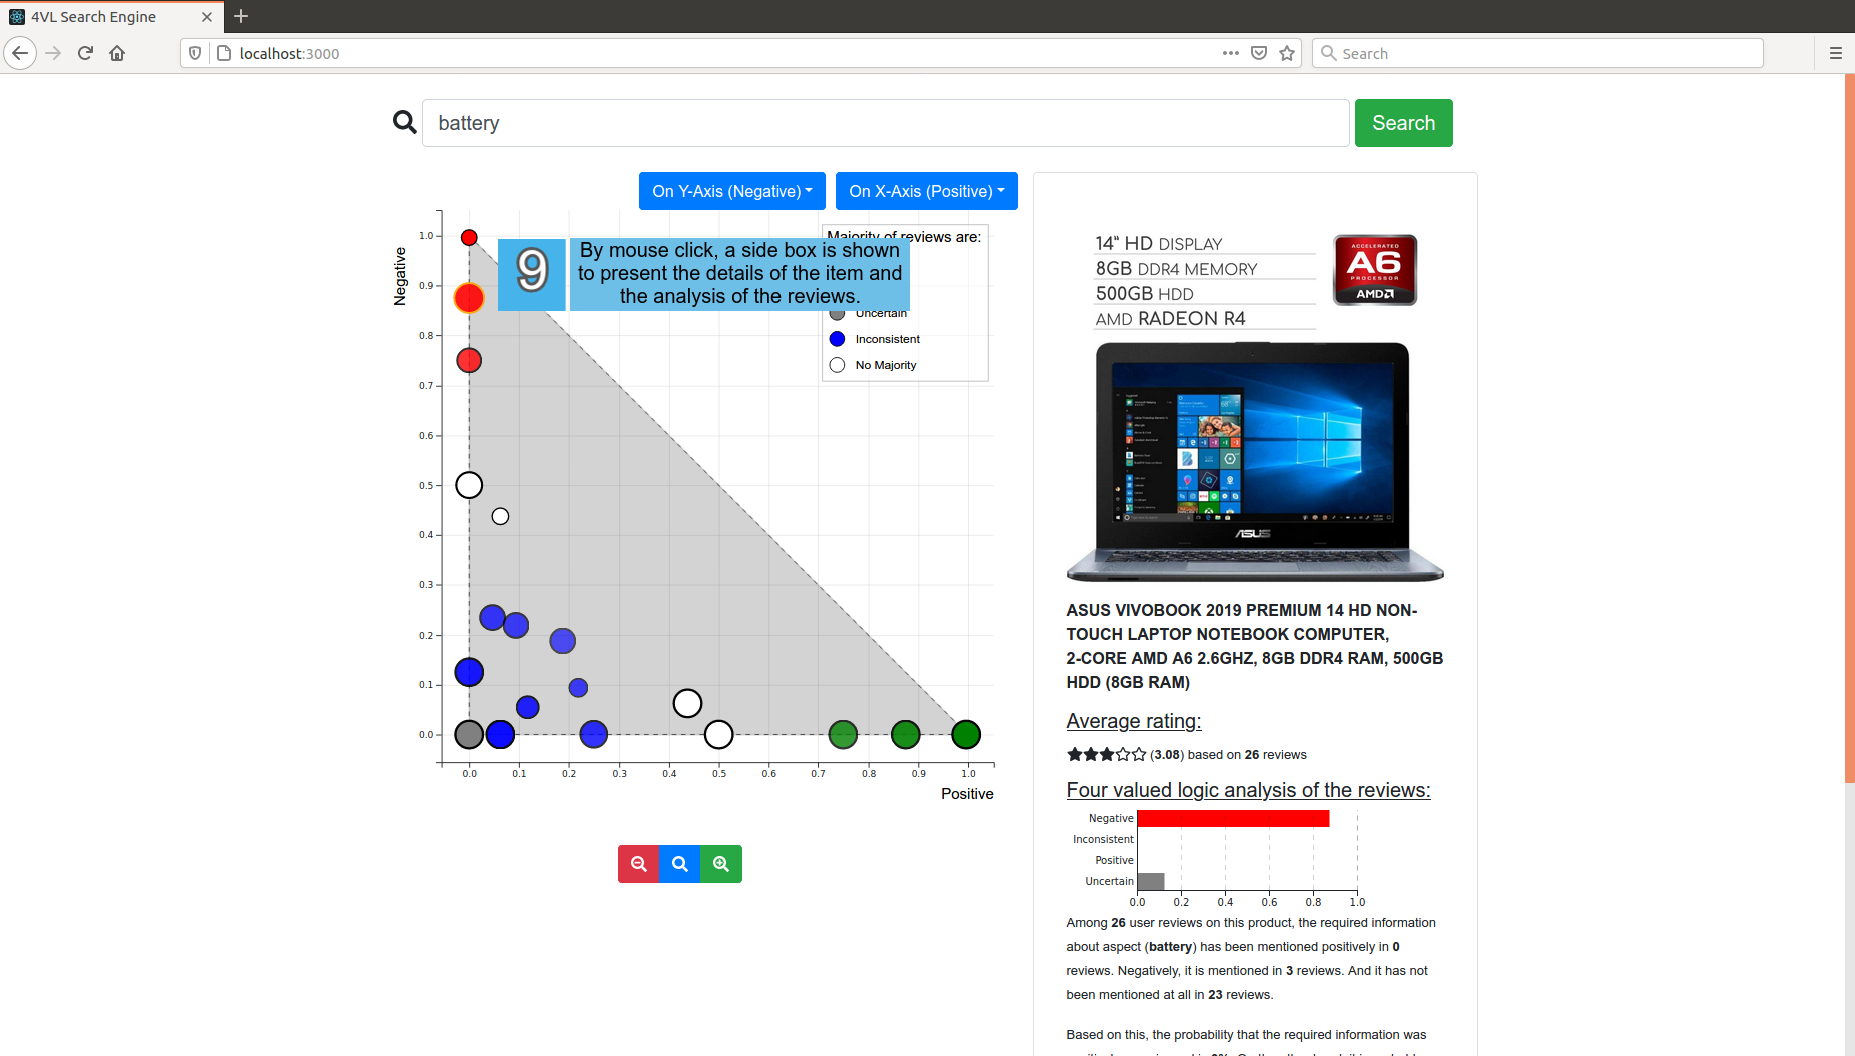 4VL Search Engine
localhost:3000
Search
battery
Search
On Y-Axis (Negative)
On X-Axis (Positive)
Majority of reviews are:
9
By mouse click, a side box is shown
to present the details of the item and
the analysis of the reviews.
Uncertain
Inconsistent
No Majority
Negative
1.0
0.9
0.8
0.7
0.6
0.5
0.4
0.3
0.2
0.1
0.0
0.0 0.1 0.2 0.3 0.4 0.5 0.6 0.7 0.8 0.9 1.0
Positive
14" HD DISPLAY
8GB DDR4 MEMORY
500GB HDD
AMD RADEON R4
ACCELERATED
A6
PROCESSOR
AMD
ASUS
ASUS VIVOBOOK 2019 PREMIUM 14 HD NON-
TOUCH LAPTOP NOTEBOOK COMPUTER,
2-CORE AMD A6 2.6GHZ, 8GB DDR4 RAM, 500GB
HDD (8GB RAM)
Average rating:
(3.08) based on 26 reviews
Four valued logic analysis of the reviews:
Negative
Inconsistent
Positive
Uncertain
0.0 0.2 0.4 0.6 0.8 1.0
Among 26 user reviews on this product, the required information
about aspect (battery) has been mentioned positively in 0
reviews. Negatively, it is mentioned in 3 reviews. And it has not
been mentioned at all in 23 reviews.
Based on this, the probability that the required information was